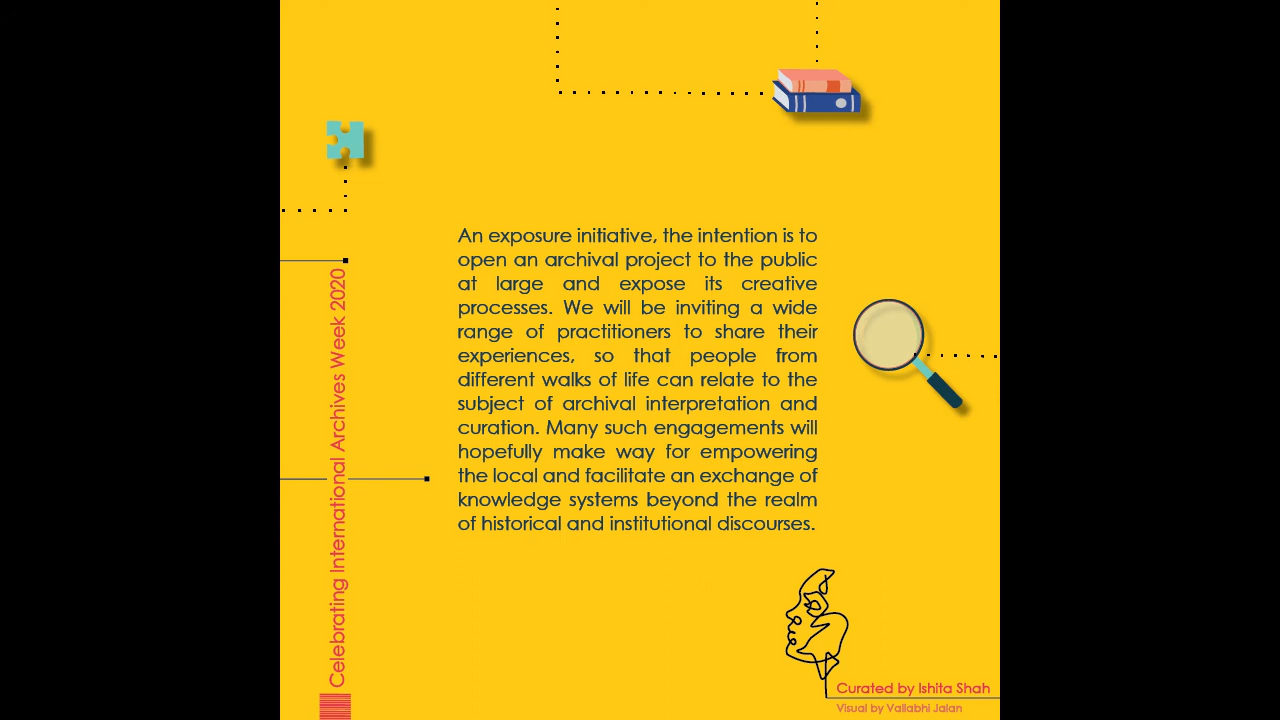 An exposure initiative, the intention is to
open an archival project to the public
at large and expose its creative
processes. We will be inviting a wide
range of practitioners to share their
experiences, so that people from
different walks of life can relate to the
subject of archival interpretation and
curation. Many such engagements will
hopefully make way for empowering
the local and facilitate an exchange of
knowledge systems beyond the realm
of historical and institutional discourses.
Celebrating International Archives Week 2020
Curated by Ishita Shah
Visual by Vallabhi Jalan